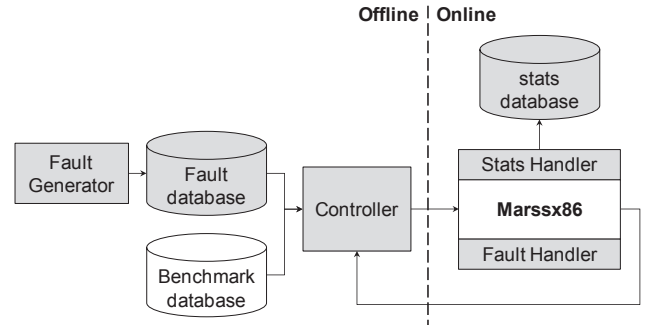 Offline
Online
stats
database
Fault
Generator
Fault
database
Controller
Stats Handler
Marssx86
Fault Handler
Benchmark
database